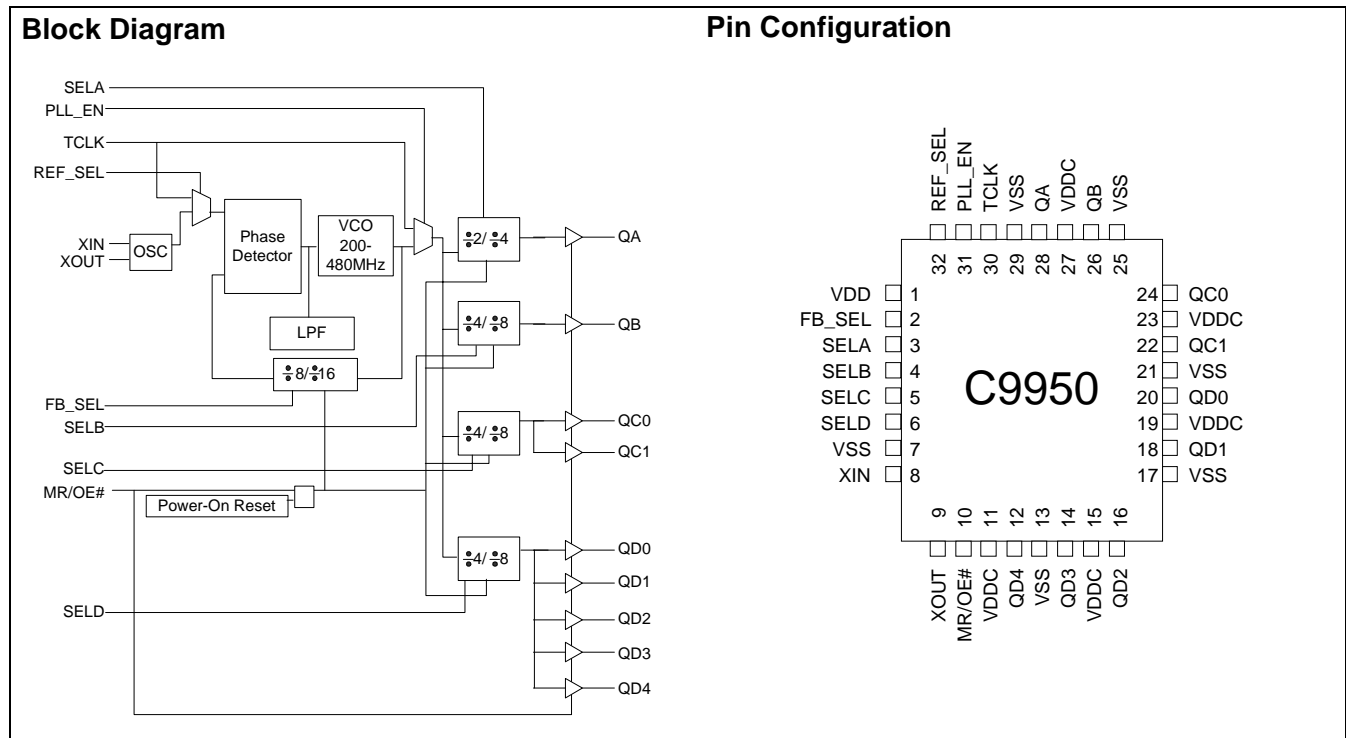 Block Diagram
Pin Configuration
SELA
PLL_EN
TCLK
REF_SEL
XIN
XOUT
OSC
Phase
Detector
VCO
200-
480MHz
LPF
÷8/÷16
FB_SEL
SELB
SELC
MR/OE#
Power-On Reset
SELD
÷2/÷4
÷4/÷8
÷4/÷8
÷4/÷8
QA
QB
QC0
QC1
QD0
QD1
QD2
QD3
QD4
REF_SEL
PLL_EN
TCLK
VSS
QA
VDDC
QB
VSS
32 31 30 29 28 27 26 25
VDD 1
FB_SEL 2
SELA 3
SELB 4
SELC 5
SELD 6
VSS 7
XIN 8
C9950
24 QC0
23 VDDC
22 QC1
21 VSS
20 QD0
19 VDDC
18 QD1
17 VSS
9 10 11 12 13 14 15 16
XOUT
MR/OE#
VDDC
QD4
VSS
QD3
VDDC
QD2